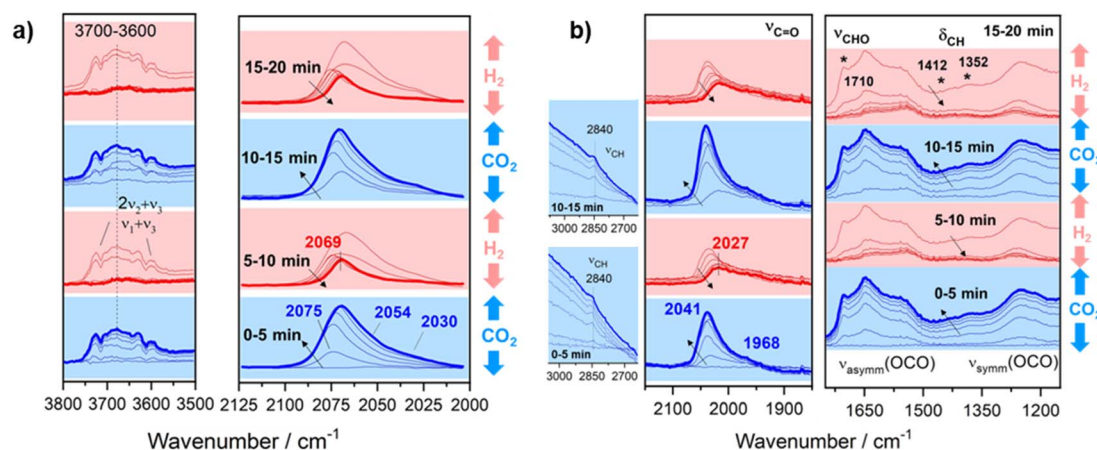 a)
3700-3600
15-20 min
H₂
10-15 min
CO₂
2ν₂+ν₃
ν₁+ν₃
2069
5-10 min
H₂
2075
2054
2030
0-5 min
CO₂
3800 3700 3600 3500
2125 2100 2075 2050 2025 2000
Wavenumber / cm⁻¹
b)
νC=O
νCHO
δCH
15-20 min
*
1710
1412
*
1352
*
H₂
2840
νCH
10-15 min
3000 2850 2700
10-15 min
CO₂
2027
5-10 min
H₂
νCH
2840
0-5 min
3000 2850 2700
2041
1968
0-5 min
CO₂
νasymm(OCO)
νsymm(OCO)
2100 2000 1900
1650 1500 1350 1200
Wavenumber / cm⁻¹